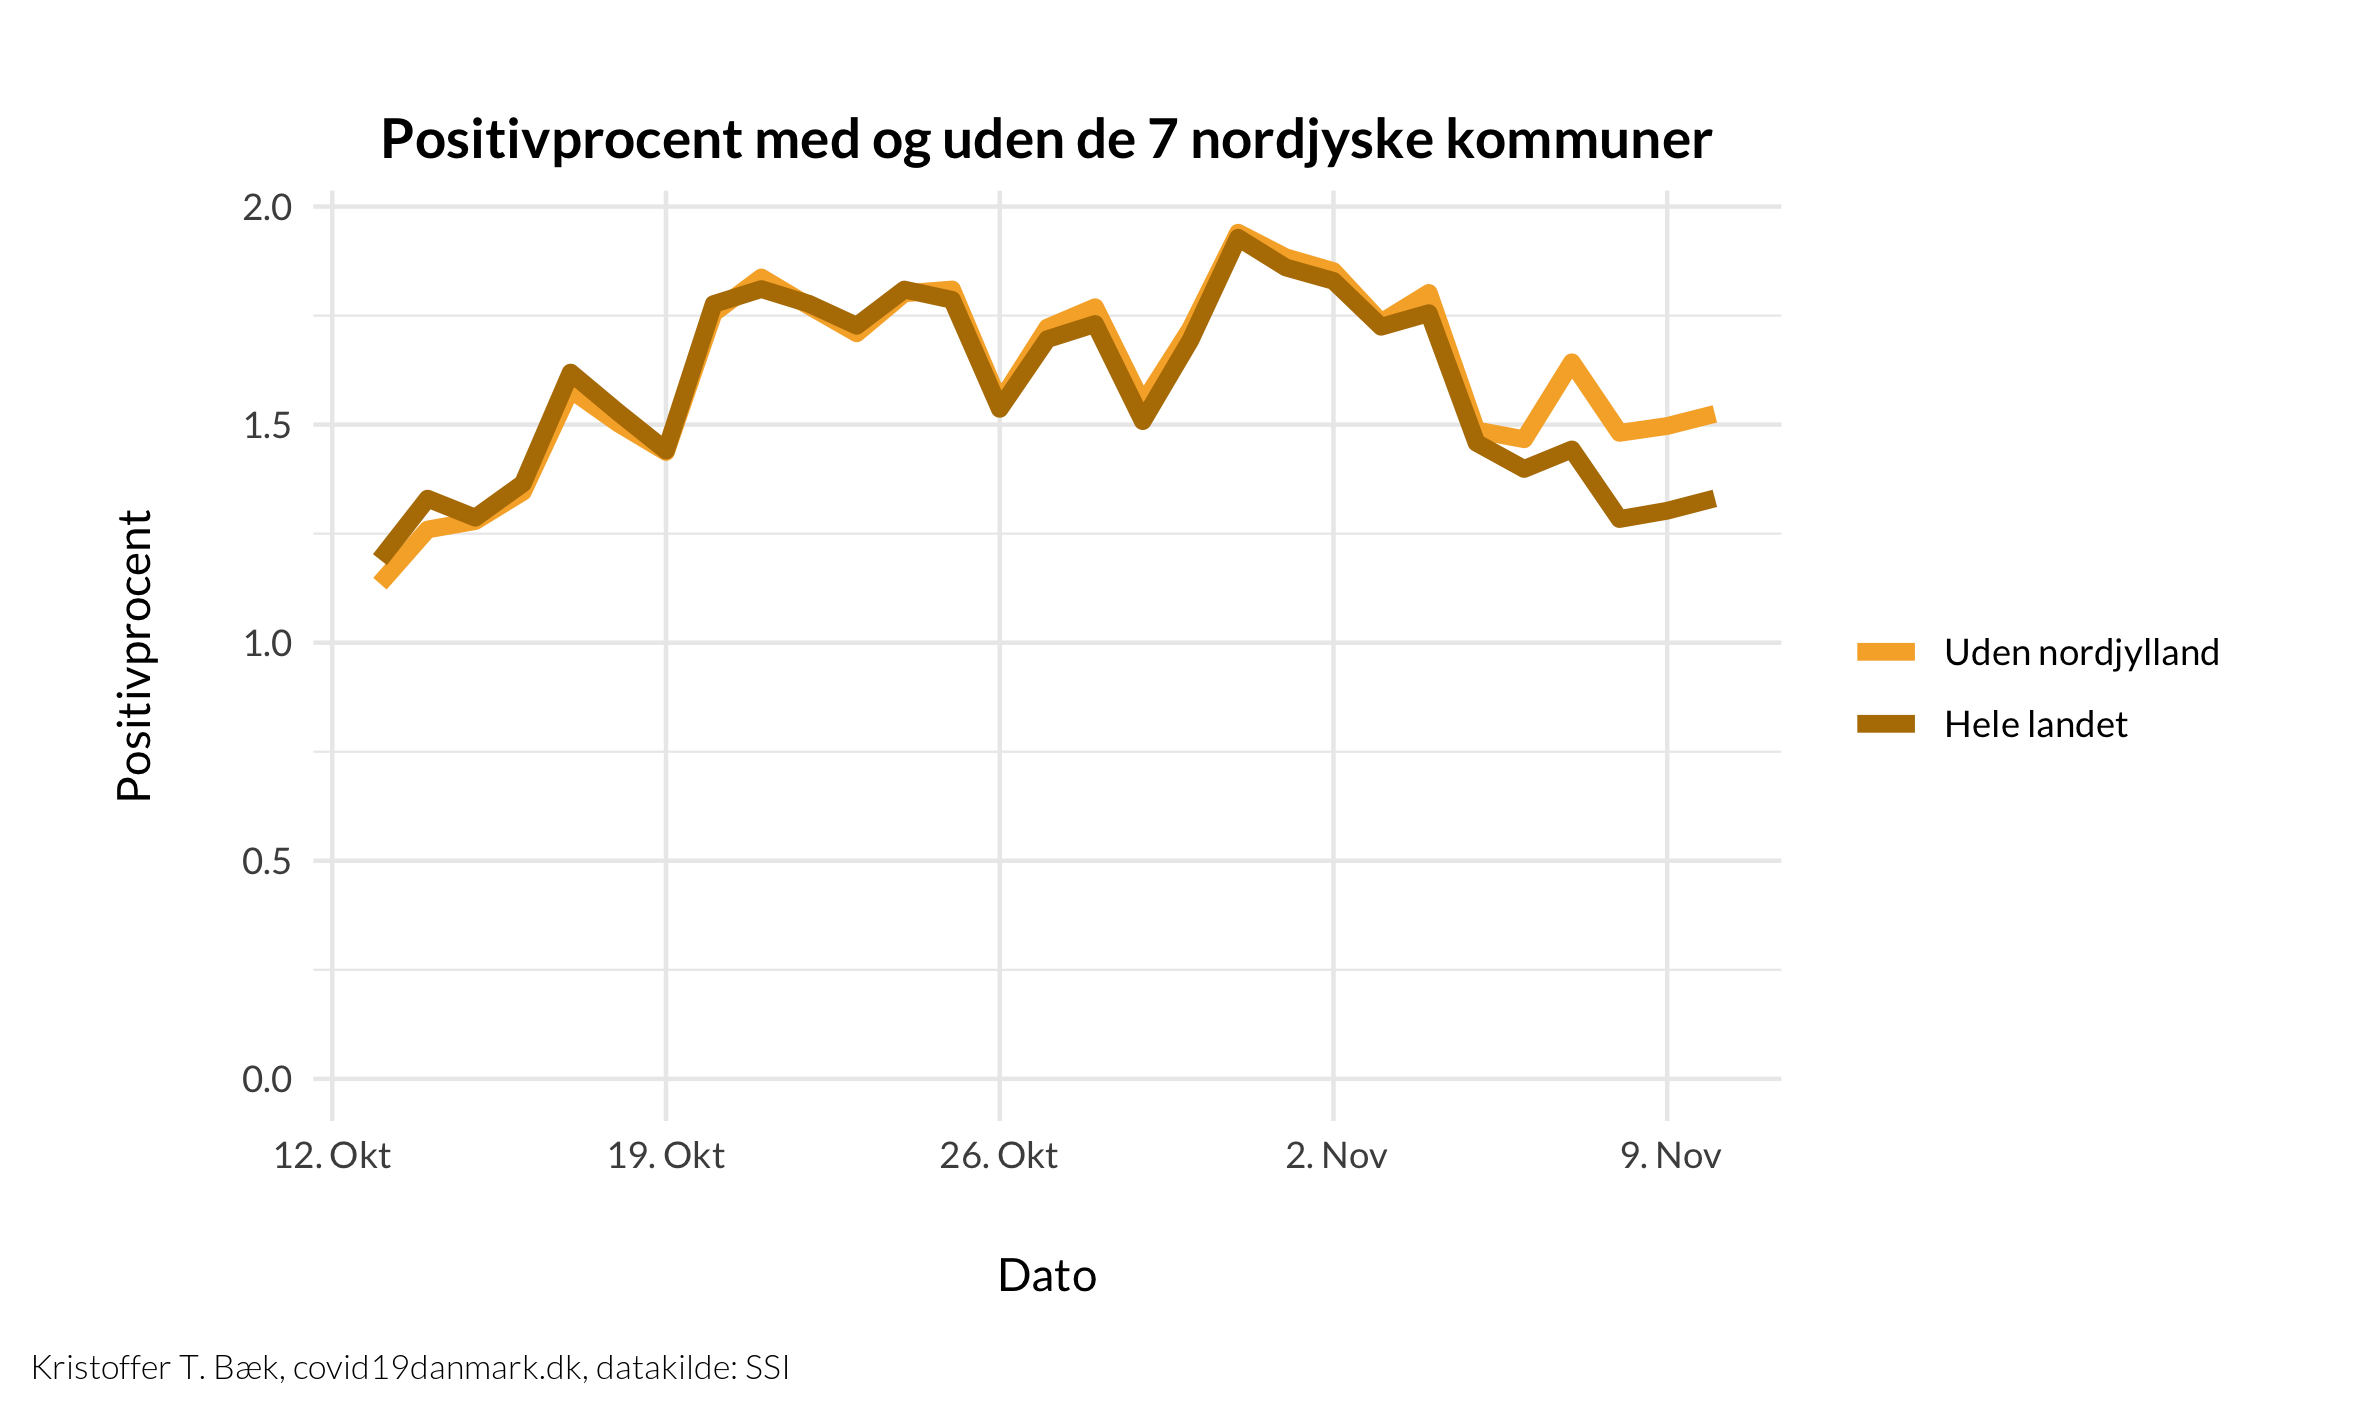 Positivprocent med og uden de 7 nordjyske kommuner
2.0
1.5
1.0
0.5
0.0
Positivprocent
12. Okt
19. Okt
26. Okt
2. Nov
9. Nov
Dato
Uden nordjylland
Hele landet
Kristoffer T. Bæk, covid19danmark.dk, datakilde: SSI